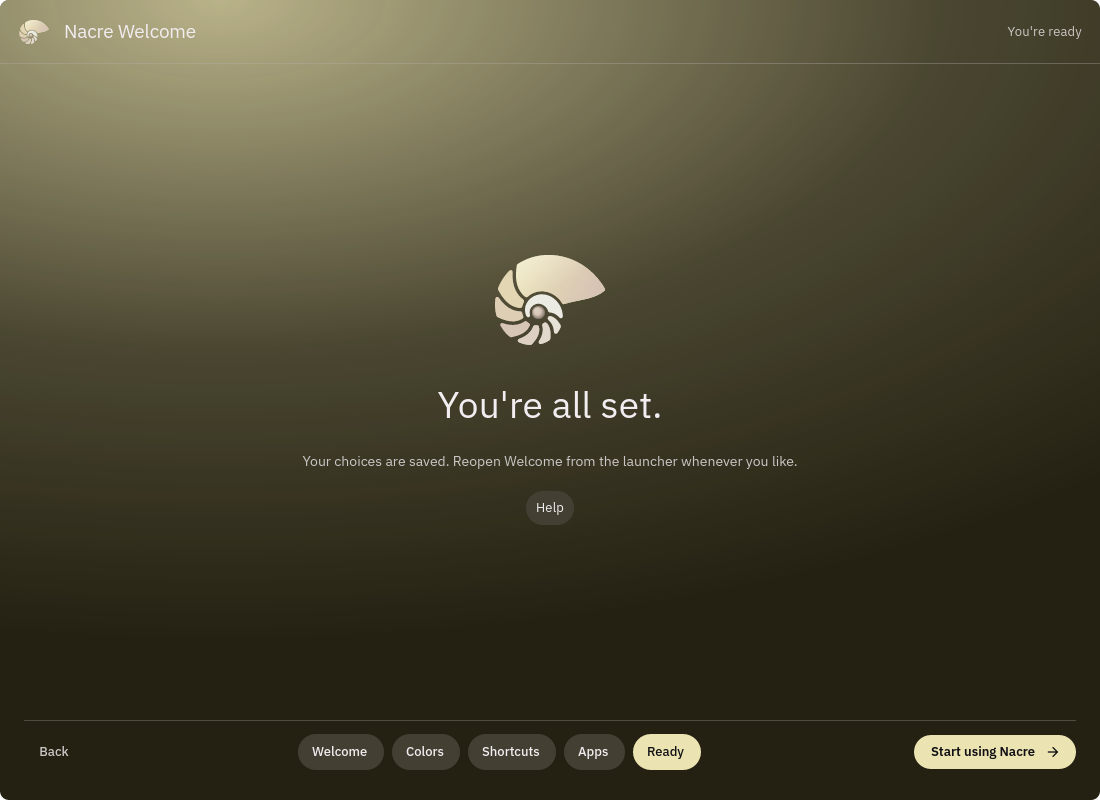 Nacre Welcome
You're ready
You're all set.
Your choices are saved. Reopen Welcome from the launcher whenever you like.
Help
Back
Welcome
Colors
Shortcuts
Apps
Ready
Start using Nacre →